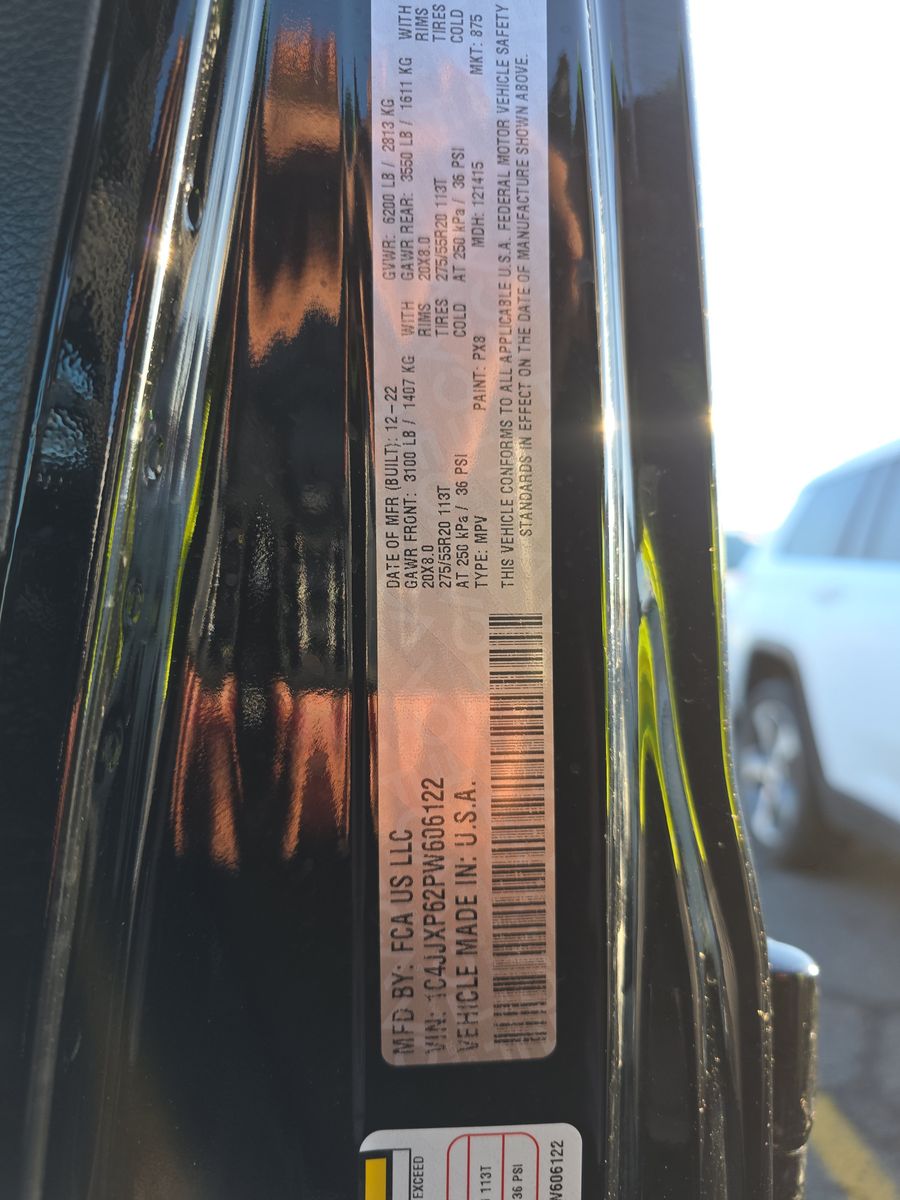 MFD BY: FCA US LLC
VIN: 1C4JJXP62PW606122
VEHICLE MADE IN: U.S.A.
DATE OF MFR (BUILT): 12-22
GVWR: 6200 LB / 2813 KG
GAWR FRONT: 3100 LB / 1407 KG WITH
GAWR REAR: 3550 LB / 1611 KG WITH
20X8.0 RIMS
20X8.0 RIMS
275/55R20 113T TIRES
275/55R20 113T TIRES
AT 250 kPa / 36 PSI COLD
AT 250 kPa / 36 PSI COLD
TYPE: MPV PAINT: PX8 MDH: 121415 MKT: 875
THIS VEHICLE CONFORMS TO ALL APPLICABLE U.S.A. FEDERAL MOTOR VEHICLE SAFETY
STANDARDS IN EFFECT ON THE DATE OF MANUFACTURE SHOWN ABOVE.
EXCEED
113T
36 PSI
W606122